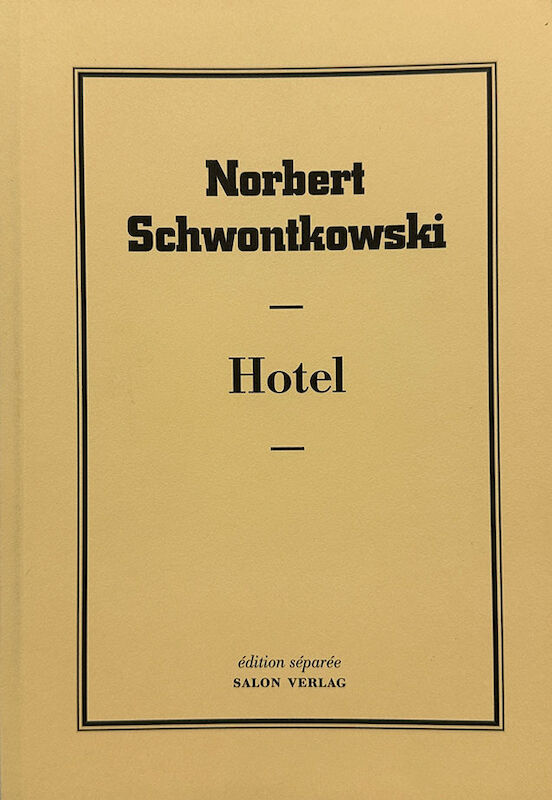 Norbert
Schwontkowski
Hotel
édition séparée
SALON VERLAG